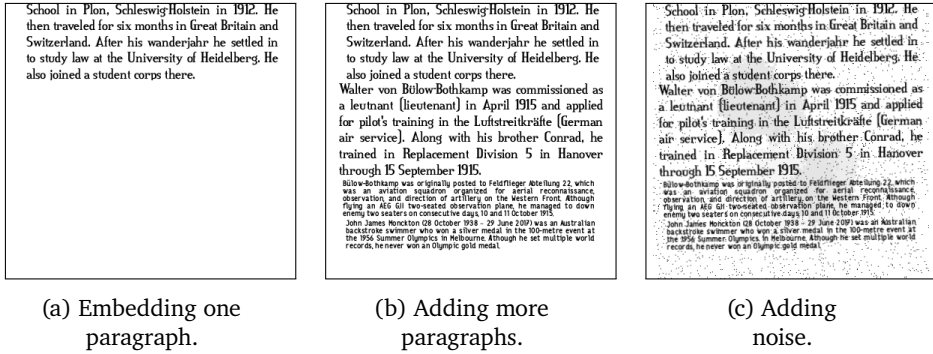 School in Plon, Schleswig-Holstein in 1912. He
then traveled for six months in Great Britain and
Switzerland. After his wanderjahr he settled in
to study law at the University of Heidelberg. He
also joined a student corps there.
(a) Embedding one
paragraph.
School in Plon, Schleswig-Holstein in 1912. He
then traveled for six months in Great Britain and
Switzerland. After his wanderjahr he settled in
to study law at the University of Heidelberg. He
also joined a student corps there.
Walter von Bülow-Bothkamp was commissioned as
a leutnant (lieutenant) in April 1915 and applied
for pilot's training in the Luftstreitkräfte (German
air service). Along with his brother Conrad, he
trained in Replacement Division 5 in Hanover
through 15 September 1915.
Bülow-Bothkamp was originally posted to Feldflieger Abteilung 22, which
was an aviation squadron organized for aerial reconnaissance,
observation, and direction of artillery on the Western Front. Although
flying an AEG GII two-seated observation plane, he managed to down
enemy two seaters on consecutive days, 10 and 11 October 1915.
John James Monckton (28 October 1938 - 29 June 2017) was an Australian
backstroke swimmer who won a silver medal in the 100-metre event at
the 1956 Summer Olympics in Melbourne. Although he set multiple world
records, he never won an Olympic gold medal.
(b) Adding more
paragraphs.
School in Plon, Schleswig-Holstein in 1912. He
then traveled for six months in Great Britain and
Switzerland. After his wanderjahr he settled in
to study law at the University of Heidelberg. He
also joined a student corps there.
Walter von Bülow-Bothkamp was commissioned as
a leutnant (lieutenant) in April 1915 and applied
for pilot's training in the Luftstreitkräfte (German
air service). Along with his brother Conrad, he
trained in Replacement Division 5 in Hanover
through 15 September 1915.
Bülow-Bothkamp was originally posted to Feldflieger Abteilung 22, which
was an aviation squadron organized for aerial reconnaissance,
observation, and direction of artillery on the Western Front. Although
flying an AEG GII two-seated observation plane, he managed to down
enemy two seaters on consecutive days, 10 and 11 October 1915.
John James Monckton (28 October 1938 - 29 June 2017) was an Australian
backstroke swimmer who won a silver medal in the 100-metre event at
the 1956 Summer Olympics in Melbourne. Although he set multiple world
records, he never won an Olympic gold medal.
(c) Adding
noise.